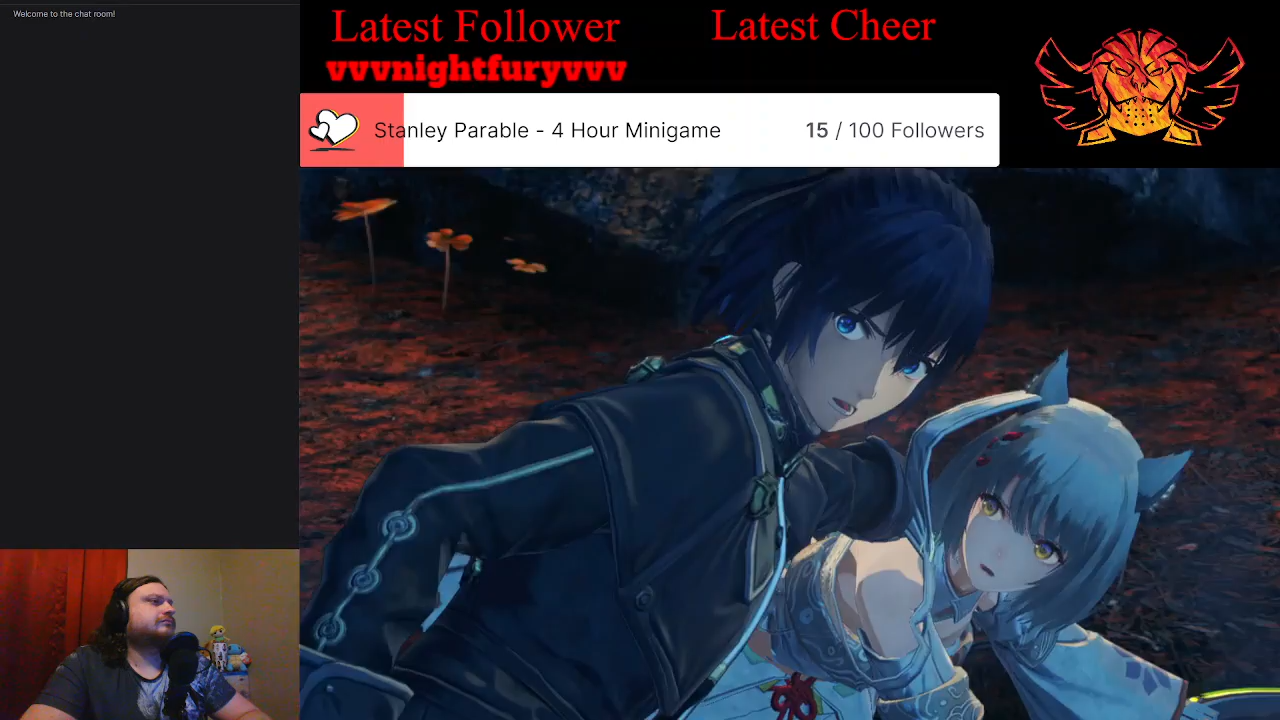 Welcome to the chat room!
Latest Follower
vvvnightfuryvvv
Latest Cheer
Stanley Parable - 4 Hour Minigame
15 / 100 Followers